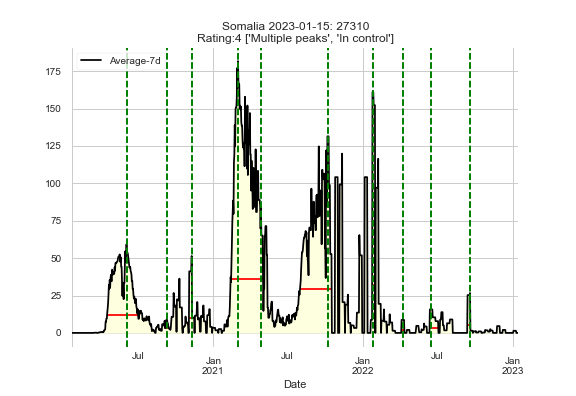 Somalia 2023-01-15: 27310
Rating:4 ['Multiple peaks', 'In control']
Average-7d
175
150
125
100
75
50
25
0
Jul
Jan
2021
Jul
Jan
2022
Jul
Jan
2023
Date